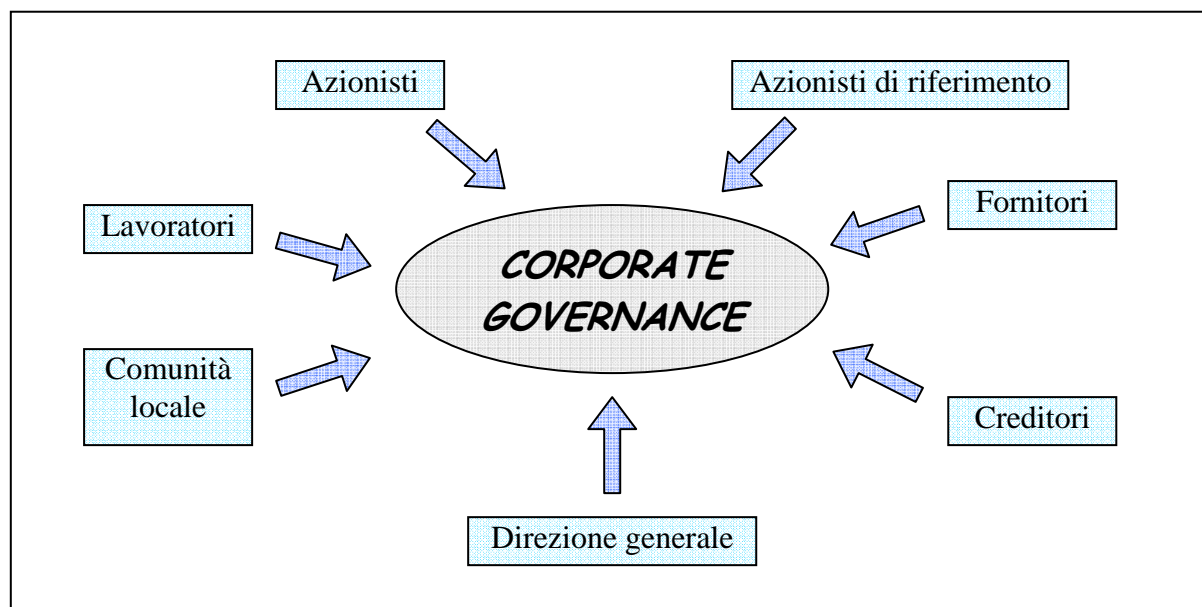 Azionisti
Azionisti di riferimento
Lavoratori
Fornitori
CORPORATE
GOVERNANCE
Comunità
locale
Creditori
Direzione generale